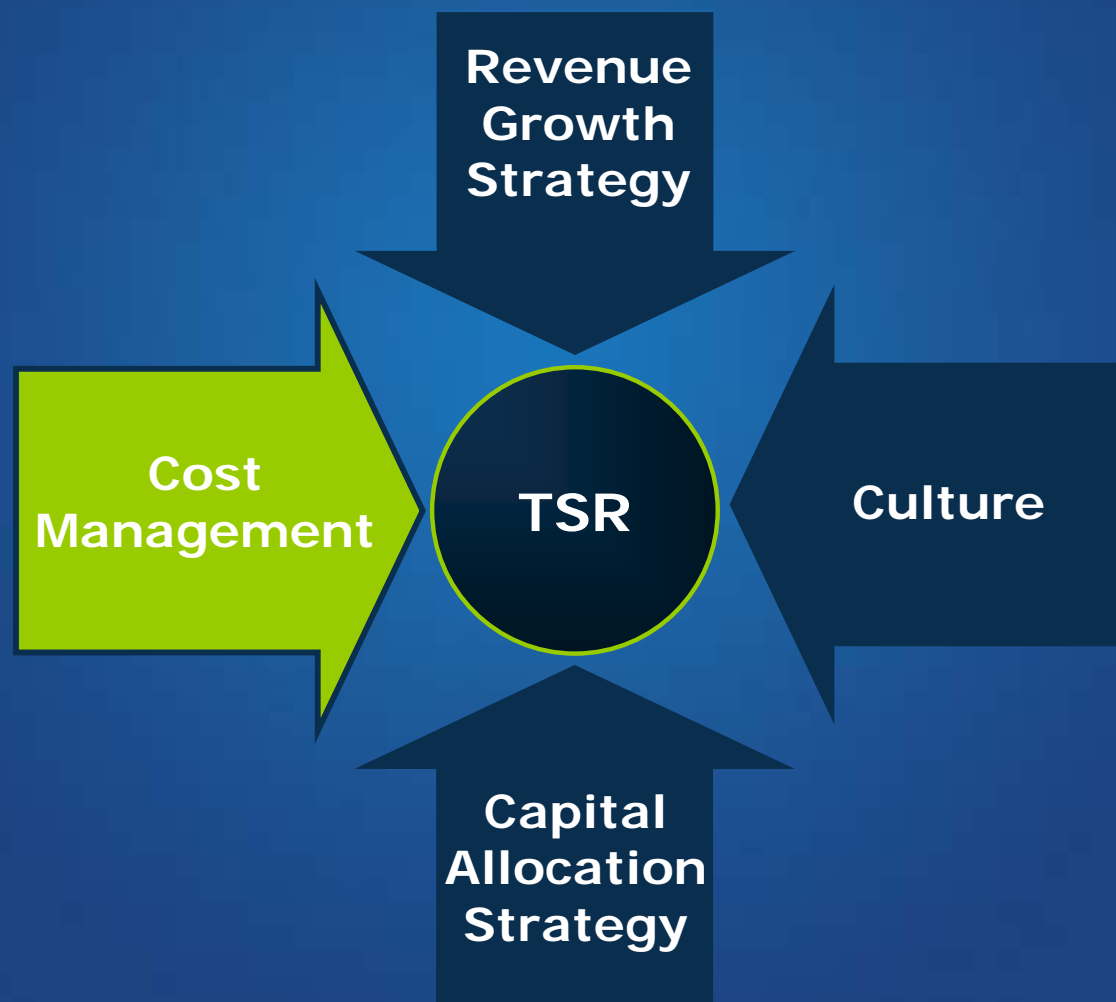 Revenue
Growth
Strategy
Cost
Management
TSR
Culture
Capital
Allocation
Strategy